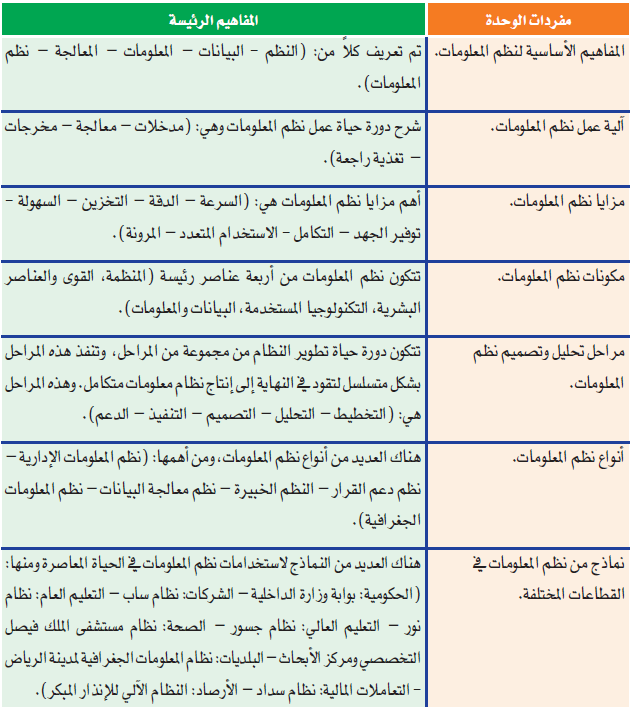 مفردات الوحدة
المفاهيم الرئيسة
المفاهيم الأساسية لنظم المعلومات.
تم تعريف كلاً من: (النظم - البيانات – المعلومات – المعالجة – نظم
المعلومات).
آلية عمل نظم المعلومات.
شرح دورة حياة عمل نظم المعلومات وهي: (مدخلات – معالجة – مخرجات
– تغذية راجعة).
مزايا نظم المعلومات.
أهم مزايا نظم المعلومات هي: (السرعة – الدقة – التخزين – السهولة -
توفير الجهد – التكامل - الاستخدام المتعدد – المرونة).
مكونات نظم المعلومات.
تتكون نظم المعلومات من أربعة عناصر رئيسة (المنظمة، القوى والعناصر
البشرية، التكنولوجيا المستخدمة، البيانات والمعلومات).
مراحل تحليل وتصميم نظم
المعلومات.
تتكون دورة حياة تطوير النظام من مجموعة من المراحل، وتنفذ هذه المراحل
بشكل متسلسل لتقود في النهاية إلى إنتاج نظام معلومات متكامل. وهذه المراحل
هي: (التخطيط – التحليل – التصميم – التنفيذ – الدعم).
أنواع نظم المعلومات.
هناك العديد من أنواع نظم المعلومات، ومن أهمها: (نظم المعلومات الإدارية –
نظم دعم القرار – النظم الخبيرة – نظم معالجة البيانات – نظم المعلومات
الجغرافية).
نماذج من نظم المعلومات في
القطاعات المختلفة.
هناك العديد من النماذج لاستخدامات نظم المعلومات في الحياة المعاصرة ومنها:
(الحكومية: بوابة وزارة الداخلية – الشركات: نظام ساب – التعليم العام: نظام
نور – التعليم العالي: نظام جسور – الصحة: نظام مستشفى الملك فيصل
التخصصي ومركز الأبحاث – البلديات: نظام المعلومات الجغرافية لمدينة الرياض
- التعاملات المالية: نظام سداد – الأرصاد: النظام الآلي للإنذار المبكر).